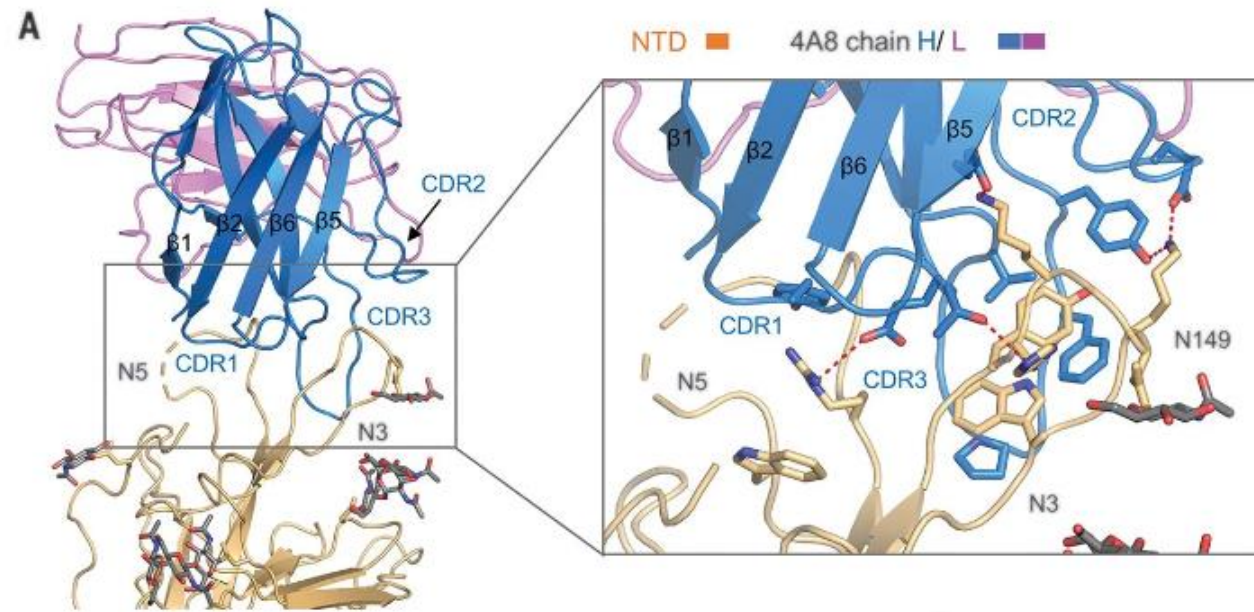 A
NTD 4A8 chain H/ L
β1
β2
β6
β5
CDR2
CDR3
CDR1
N5
N3
β1
β2
β6
β5
CDR2
CDR1
CDR3
N5
N149
N3